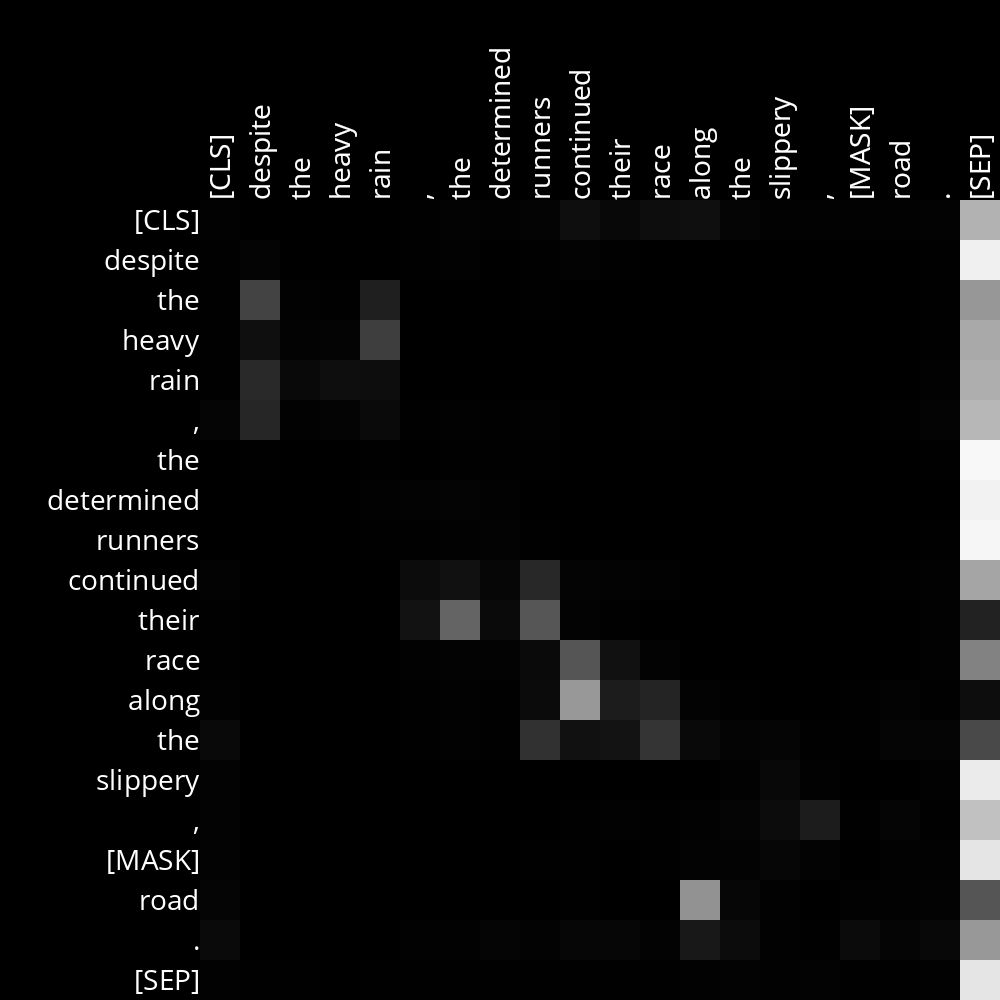 [CLS] despite the heavy rain , the determined runners continued their race along the slippery , [MASK] road . [SEP]
[CLS]
despite
the
heavy
rain
,
the
determined
runners
continued
their
race
along
the
slippery
,
[MASK]
road
.
[SEP]